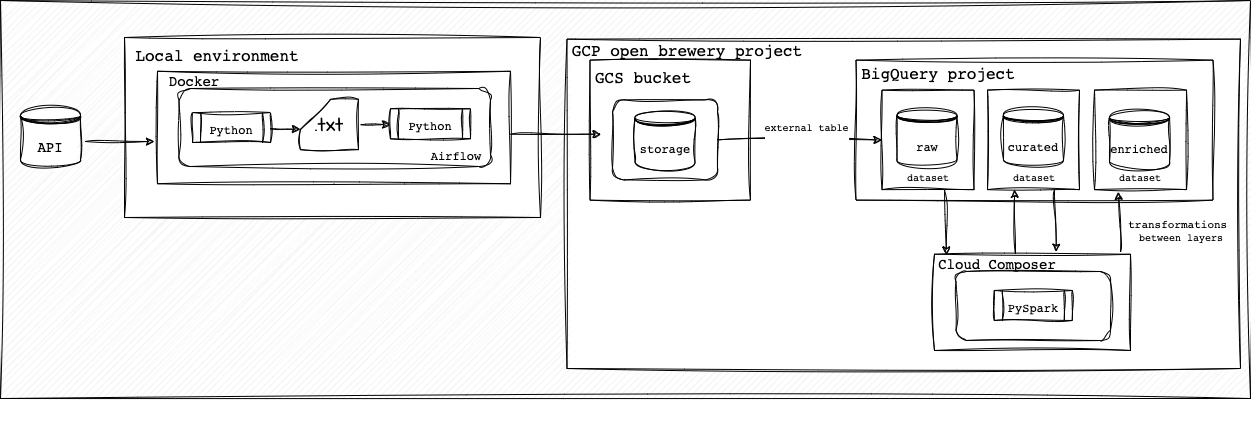 API
Local environment
Docker
Python
.txt
Python
Airflow
GCP open brewery project
GCS bucket
storage
external table
BigQuery project
raw
dataset
curated
dataset
enriched
dataset
transformations
between layers
Cloud Composer
PySpark